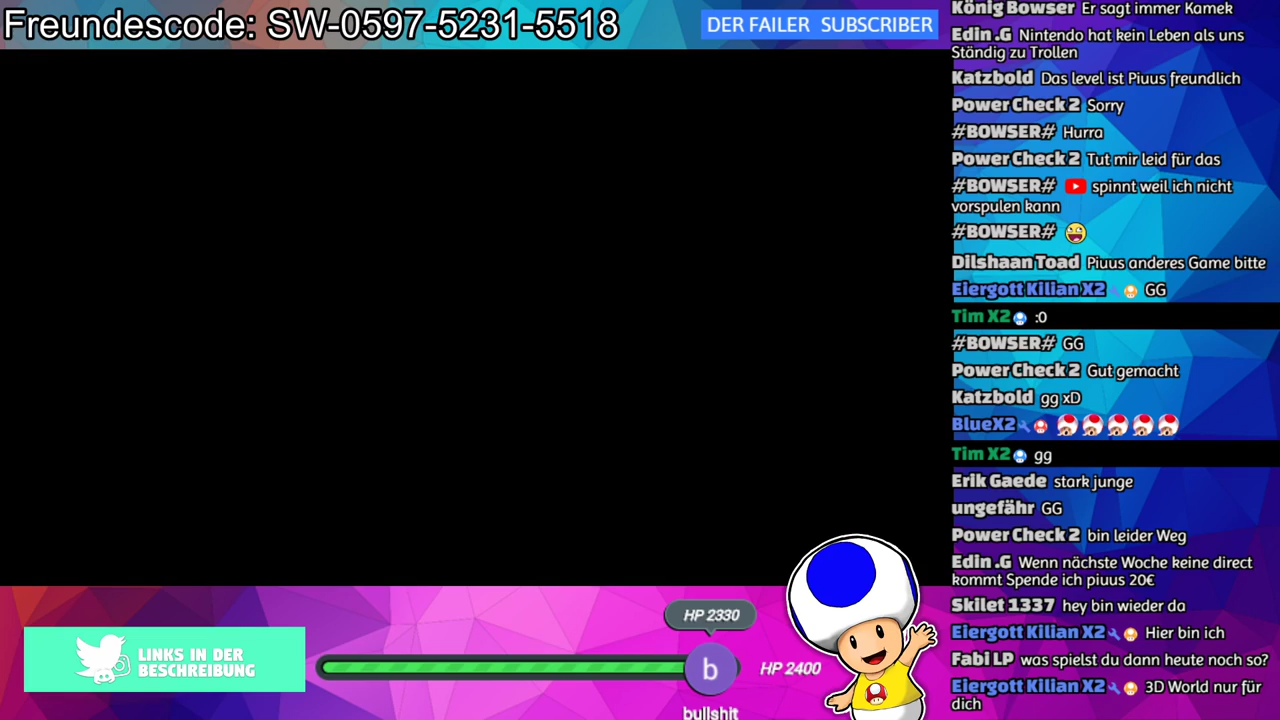 Freundescode: SW-0597-5231-5518
DER FAILER SUBSCRIBER
König Bowser Er sagt immer Kamek
Edin .G Nintendo hat kein Leben als uns
Ständig zu Trollen
Katzbold Das level ist Piuus freundlich
Power Check 2 Sorry
#BOWSER# Hurra
Power Check 2 Tut mir leid für das
#BOWSER# spinnt weil ich nicht
vorspulen kann
#BOWSER#
Dilshaan Toad Piuus anderes Game bitte
Eiergott Kilian X2 GG
Tim X2 :0
#BOWSER# GG
Power Check 2 Gut gemacht
Katzbold gg xD
BlueX2
Tim X2 gg
Erik Gaede stark junge
ungefähr GG
Power Check 2 bin leider Weg
Edin .G Wenn nächste Woche keine direct
kommt Spende ich piuus 20€
Skilet 1337 hey bin wieder da
Eiergott Kilian X2 Hier bin ich
Fabi LP was spielst du dann heute noch so?
Eiergott Kilian X2 3D World nur für
dich
LINKS IN DER
BESCHREIBUNG
HP 2330
b
HP 2400
bullshit